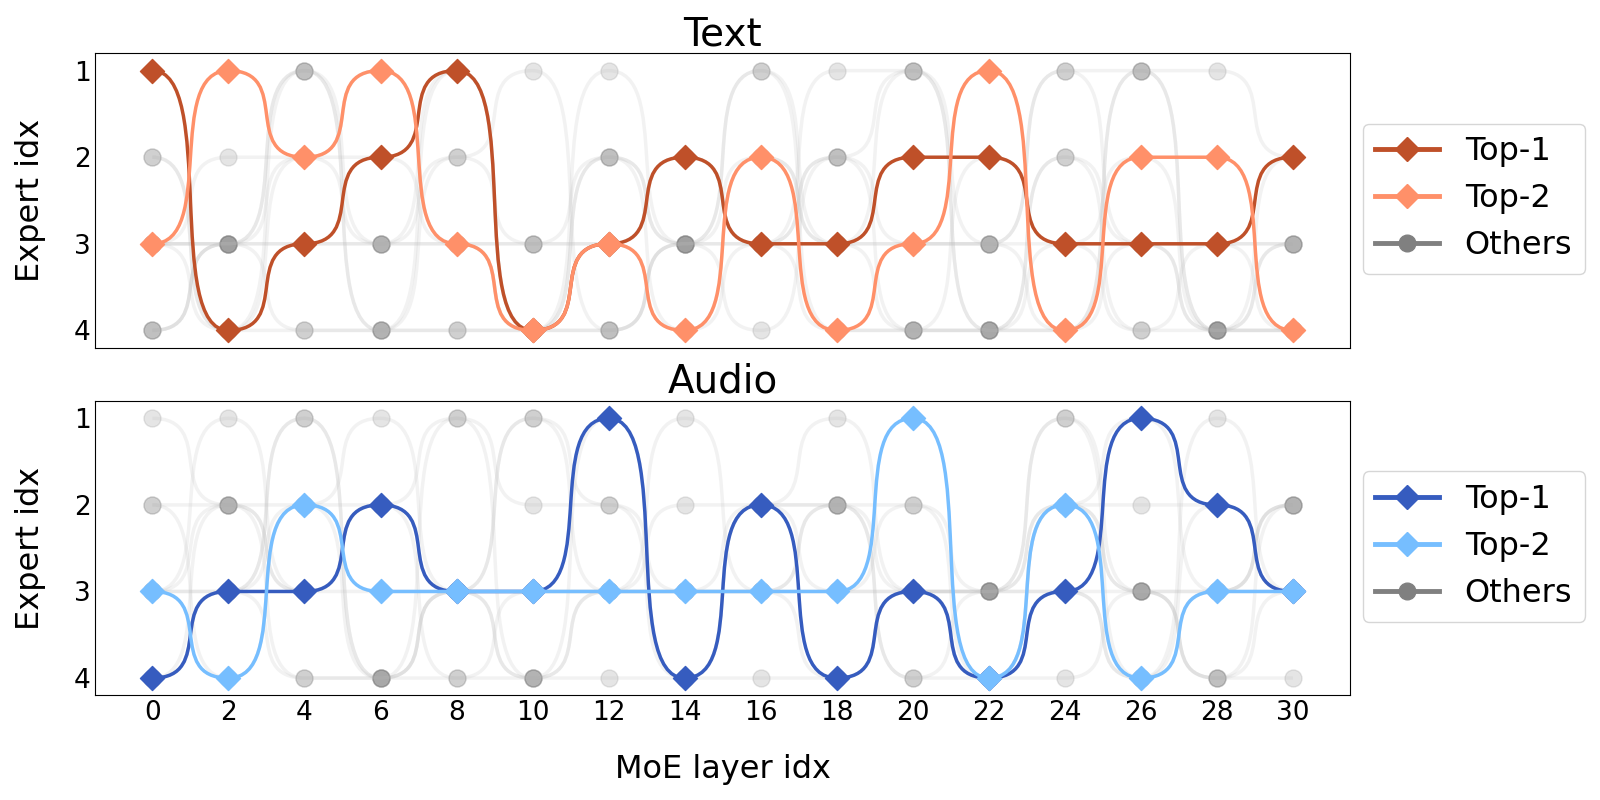 Text
Expert idx
1
2
3
4
Top-1
Top-2
Others
Audio
Expert idx
1
2
3
4
Top-1
Top-2
Others
0 2 4 6 8 10 12 14 16 18 20 22 24 26 28 30
MoE layer idx